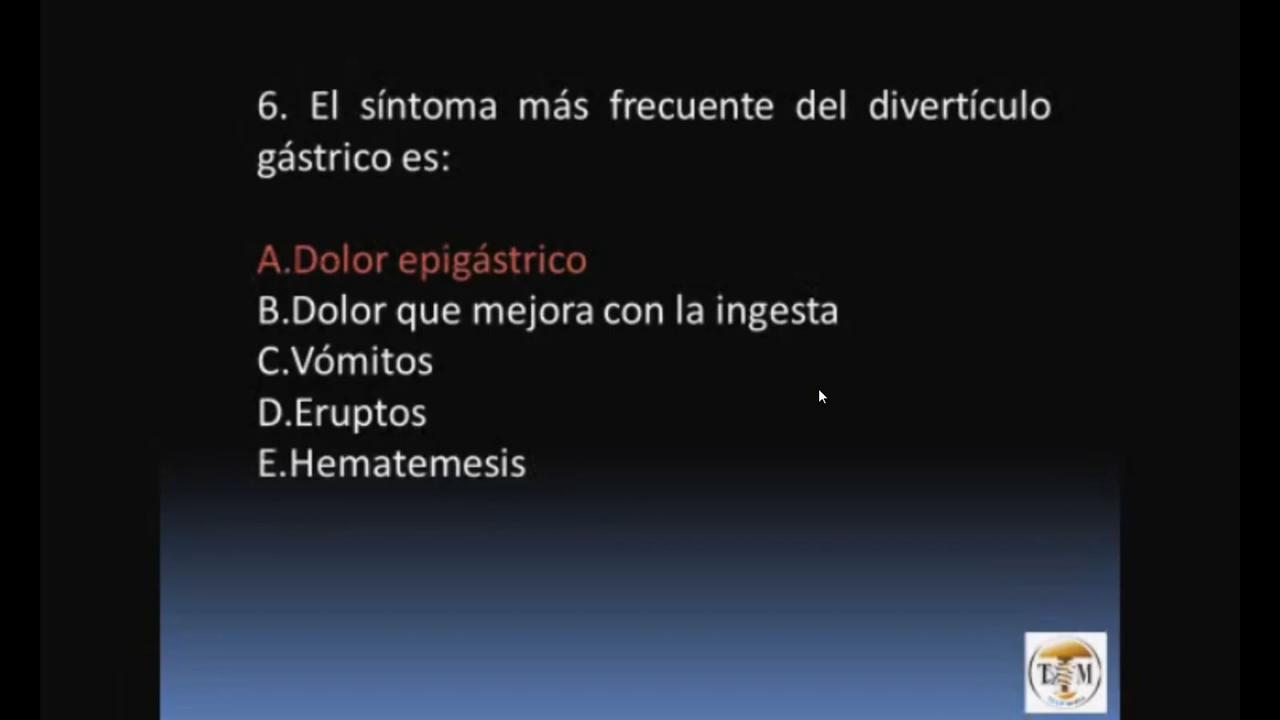 6. El síntoma más frecuente del divertículo
gástrico es:
A.Dolor epigástrico
B.Dolor que mejora con la ingesta
C.Vómitos
D.Eruptos
E.Hematemesis
T M